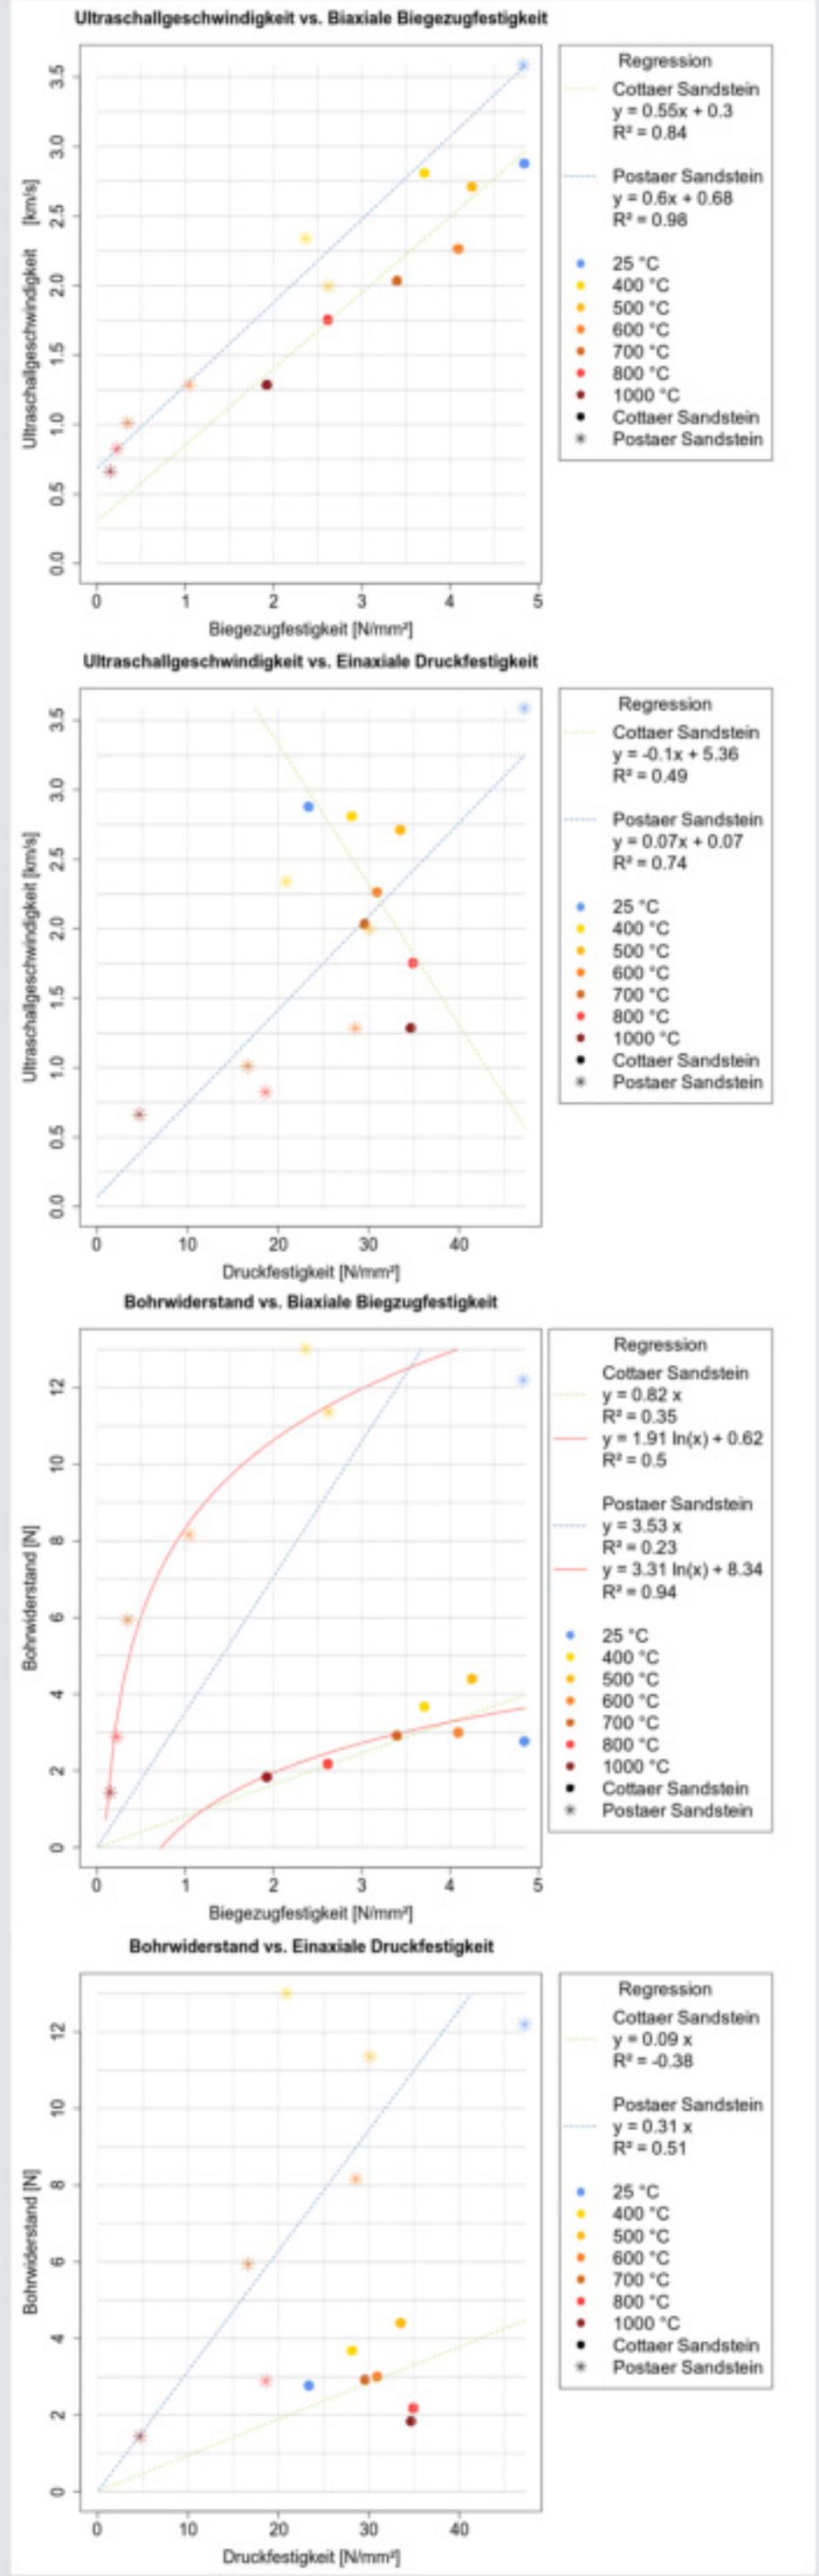 Ultraschallgeschwindigkeit vs. Biaxiale Biegezugfestigkeit
Ultraschallgeschwindigkeit [km/s]
3.5
3.0
2.5
2.0
1.5
1.0
0.5
0.0
0 1 2 3 4 5
Biegezugfestigkeit [N/mm²]
Regression
Cottaer Sandstein
y = 0.55x + 0.3
R² = 0.84
Postaer Sandstein
y = 0.6x + 0.68
R² = 0.98
25 °C
400 °C
500 °C
600 °C
700 °C
800 °C
1000 °C
Cottaer Sandstein
Postaer Sandstein
Ultraschallgeschwindigkeit vs. Einaxiale Druckfestigkeit
Ultraschallgeschwindigkeit [km/s]
3.5
3.0
2.5
2.0
1.5
1.0
0.5
0.0
0 10 20 30 40
Druckfestigkeit [N/mm²]
Regression
Cottaer Sandstein
y = -0.1x + 5.36
R² = 0.49
Postaer Sandstein
y = 0.07x + 0.07
R² = 0.74
25 °C
400 °C
500 °C
600 °C
700 °C
800 °C
1000 °C
Cottaer Sandstein
Postaer Sandstein
Bohrwiderstand vs. Biaxiale Biegzugfestigkeit
Bohrwiderstand [N]
12
10
8
6
4
2
0
0 1 2 3 4 5
Biegezugfestigkeit [N/mm²]
Regression
Cottaer Sandstein
y = 0.82 x
R² = 0.35
y = 1.91 ln(x) + 0.62
R² = 0.5
Postaer Sandstein
y = 3.53 x
R² = 0.23
y = 3.31 ln(x) + 8.34
R² = 0.94
25 °C
400 °C
500 °C
600 °C
700 °C
800 °C
1000 °C
Cottaer Sandstein
Postaer Sandstein
Bohrwiderstand vs. Einaxiale Druckfestigkeit
Bohrwiderstand [N]
12
10
8
6
4
2
0
0 10 20 30 40
Druckfestigkeit [N/mm²]
Regression
Cottaer Sandstein
y = 0.09 x
R² = -0.38
Postaer Sandstein
y = 0.31 x
R² = 0.51
25 °C
400 °C
500 °C
600 °C
700 °C
800 °C
1000 °C
Cottaer Sandstein
Postaer Sandstein